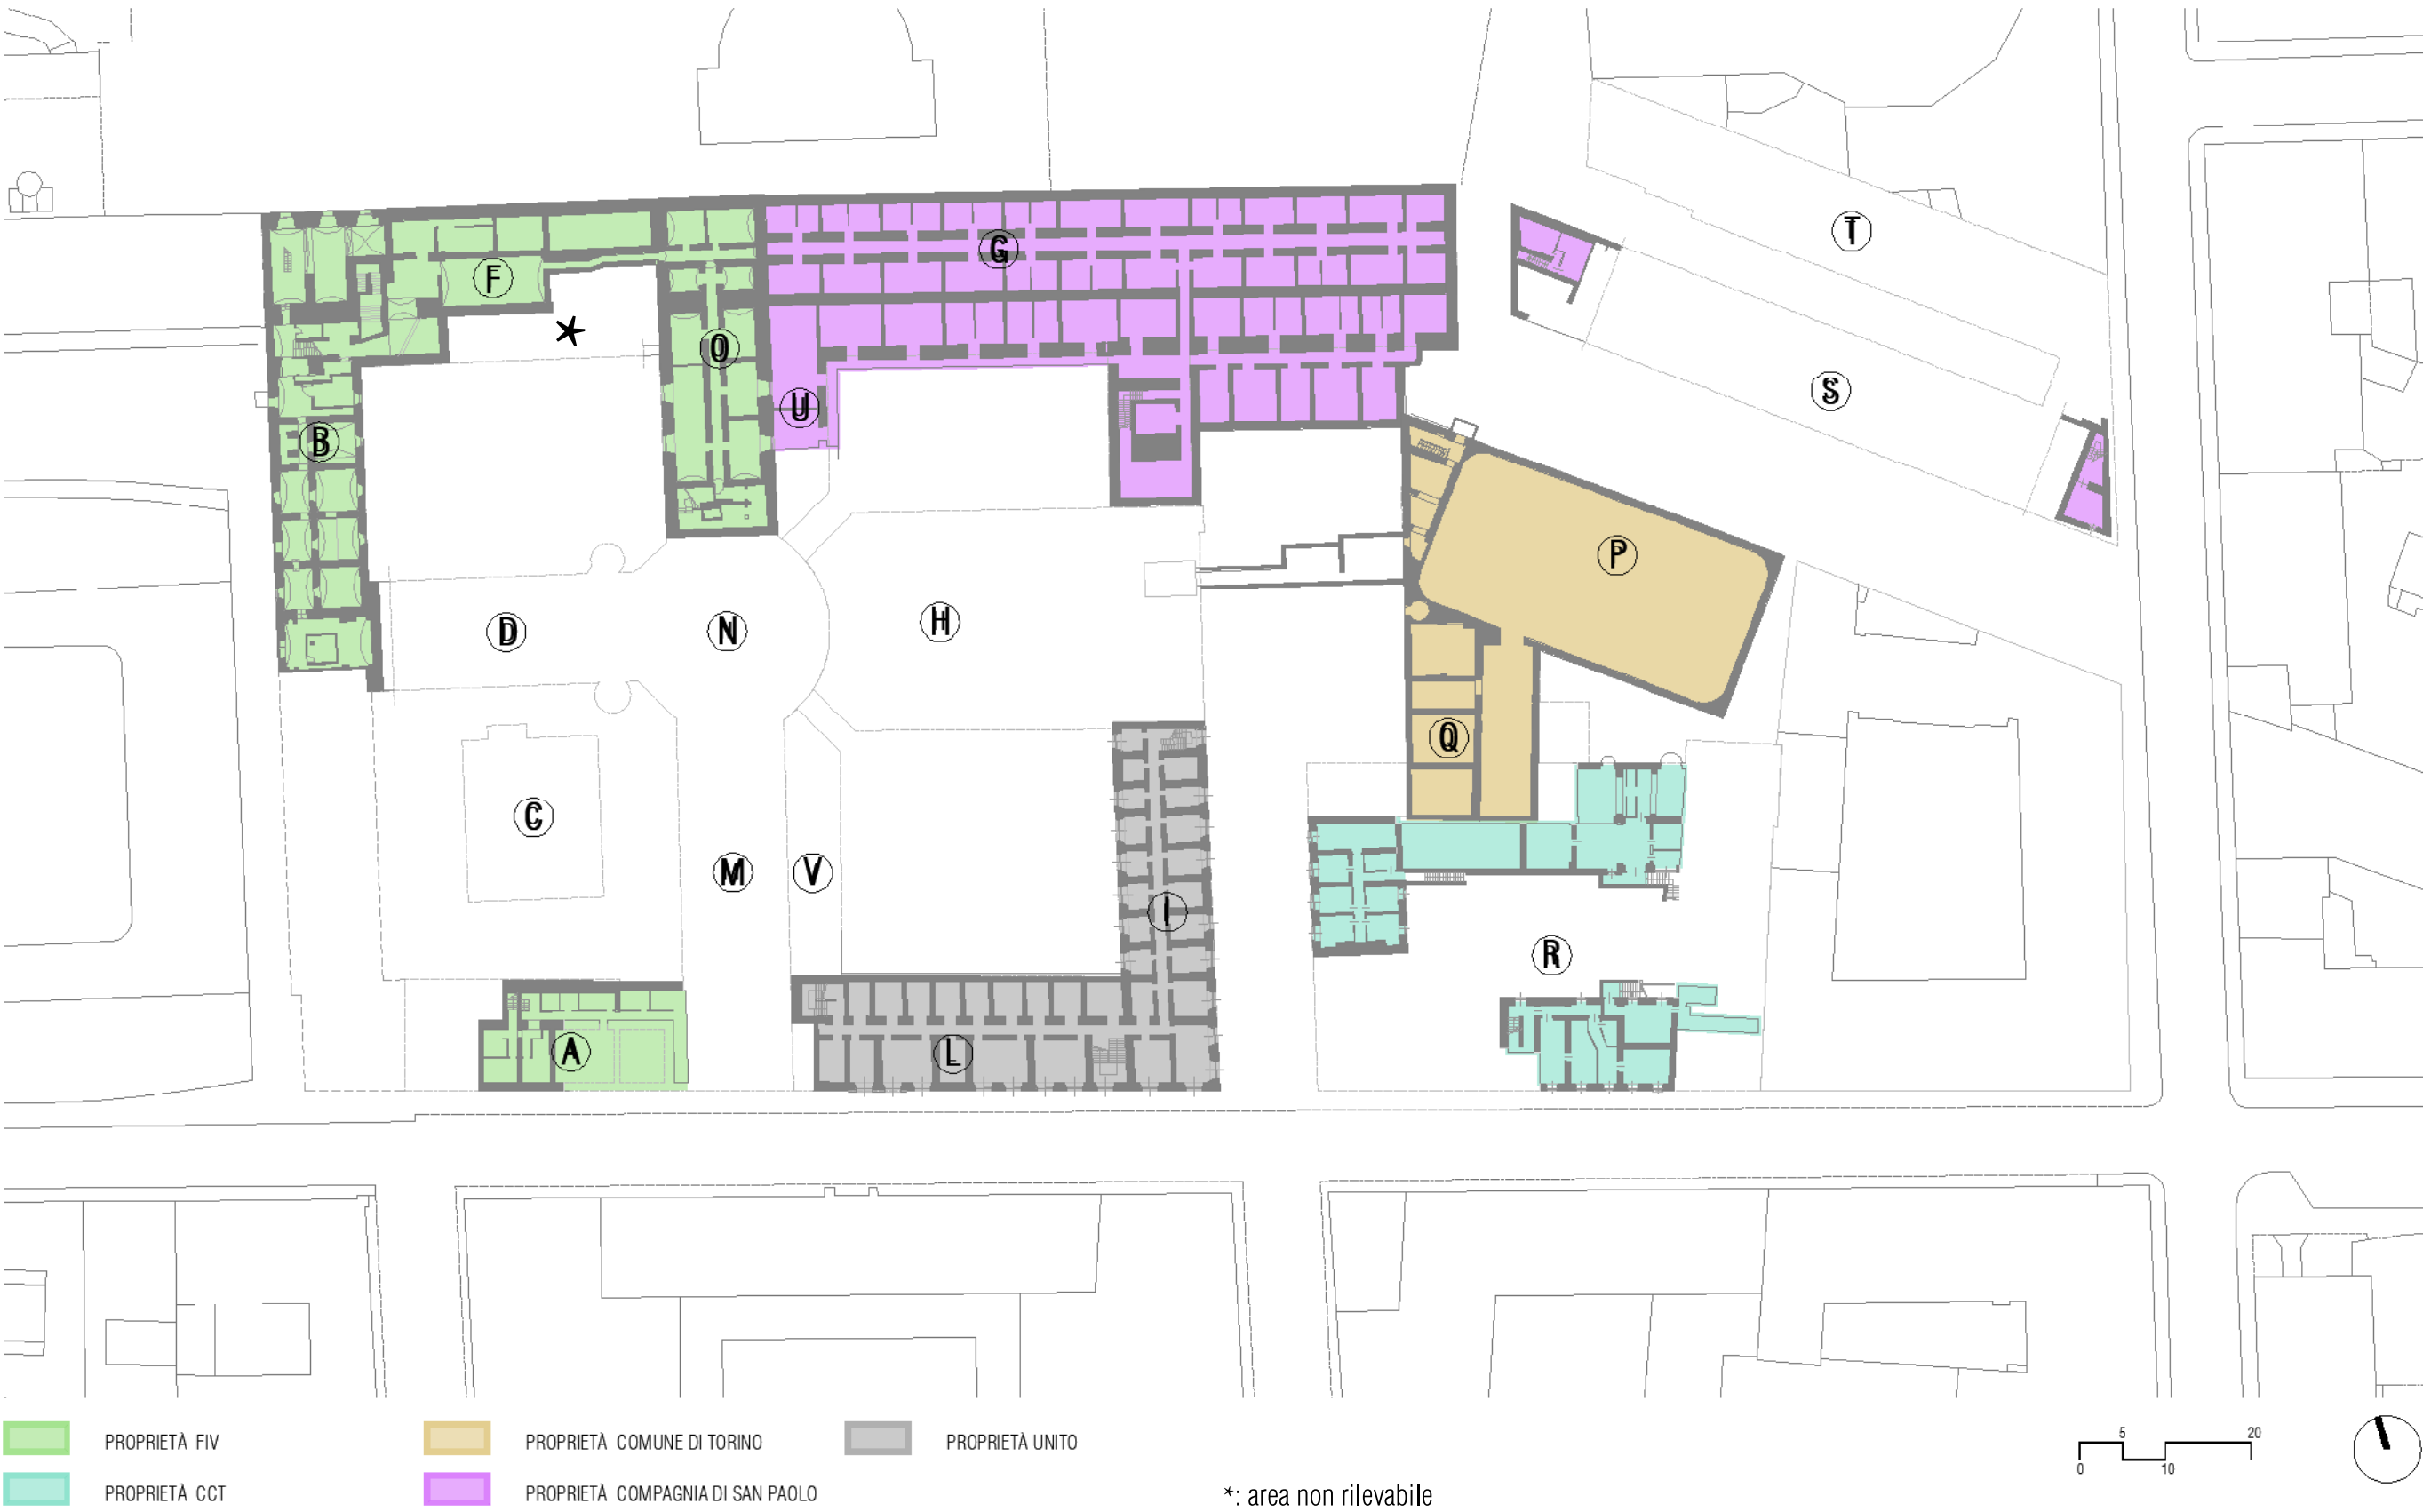 T
G
F
O
S
U
B
P
D
N
H
Q
C
M
V
I
R
A
L
PROPRIETÀ FIV
PROPRIETÀ COMUNE DI TORINO
PROPRIETÀ UNITO
PROPRIETÀ CCT
PROPRIETÀ COMPAGNIA DI SAN PAOLO
*: area non rilevabile
5 20
0 10